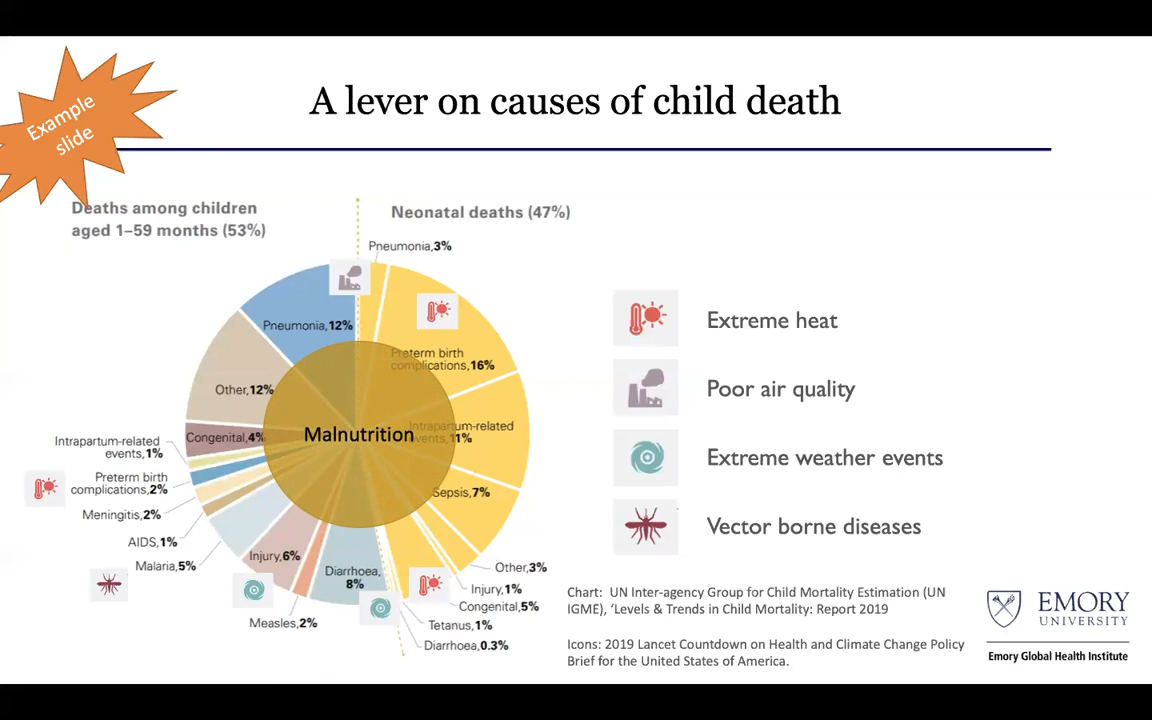 Example
slide
A lever on causes of child death
Deaths among children
aged 1–59 months (53%)
Neonatal deaths (47%)
Pneumonia,3%
Pneumonia,12%
Preterm birth
complications,16%
Other,12%
Malnutrition
Intrapartum-related
events,11%
Congenital,4%
Intrapartum-related
events,1%
Preterm birth
complications,2%
Sepsis,7%
Meningitis,2%
AIDS,1%
Malaria,5%
Injury,6%
Diarrhoea,
8%
Measles,2%
Other,3%
Injury,1%
Congenital,5%
Tetanus,1%
Diarrhoea,0.3%
Extreme heat
Poor air quality
Extreme weather events
Vector borne diseases
Chart:  UN Inter-agency Group for Child Mortality Estimation (UN
IGME), ‘Levels & Trends in Child Mortality: Report 2019
Icons: 2019 Lancet Countdown on Health and Climate Change Policy
Brief for the United States of America.
EMORY
UNIVERSITY
Emory Global Health Institute